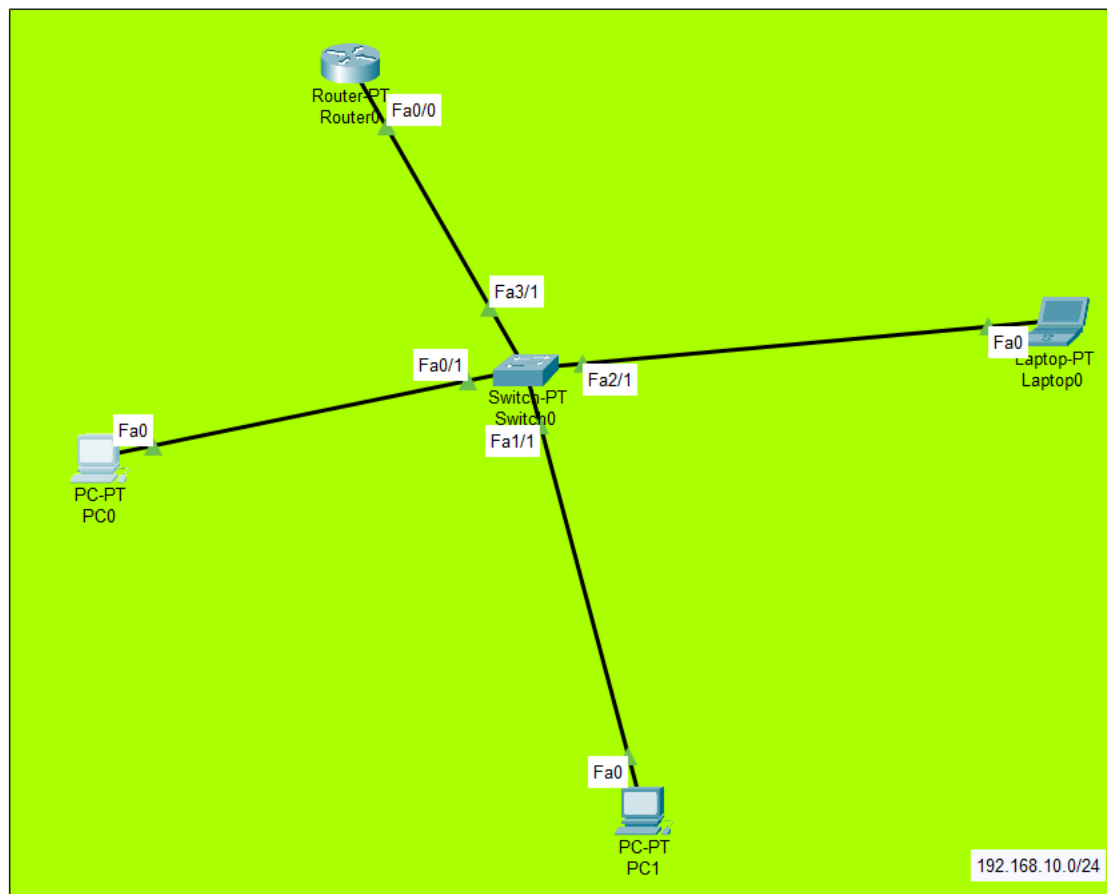 Router-PT
Router0
Fa0/0
Fa3/1
Fa0/1
Fa2/1
Fa0
Laptop-PT
Laptop0
Switch-PT
Switch0
Fa1/1
Fa0
PC-PT
PC0
Fa0
PC-PT
PC1
192.168.10.0/24